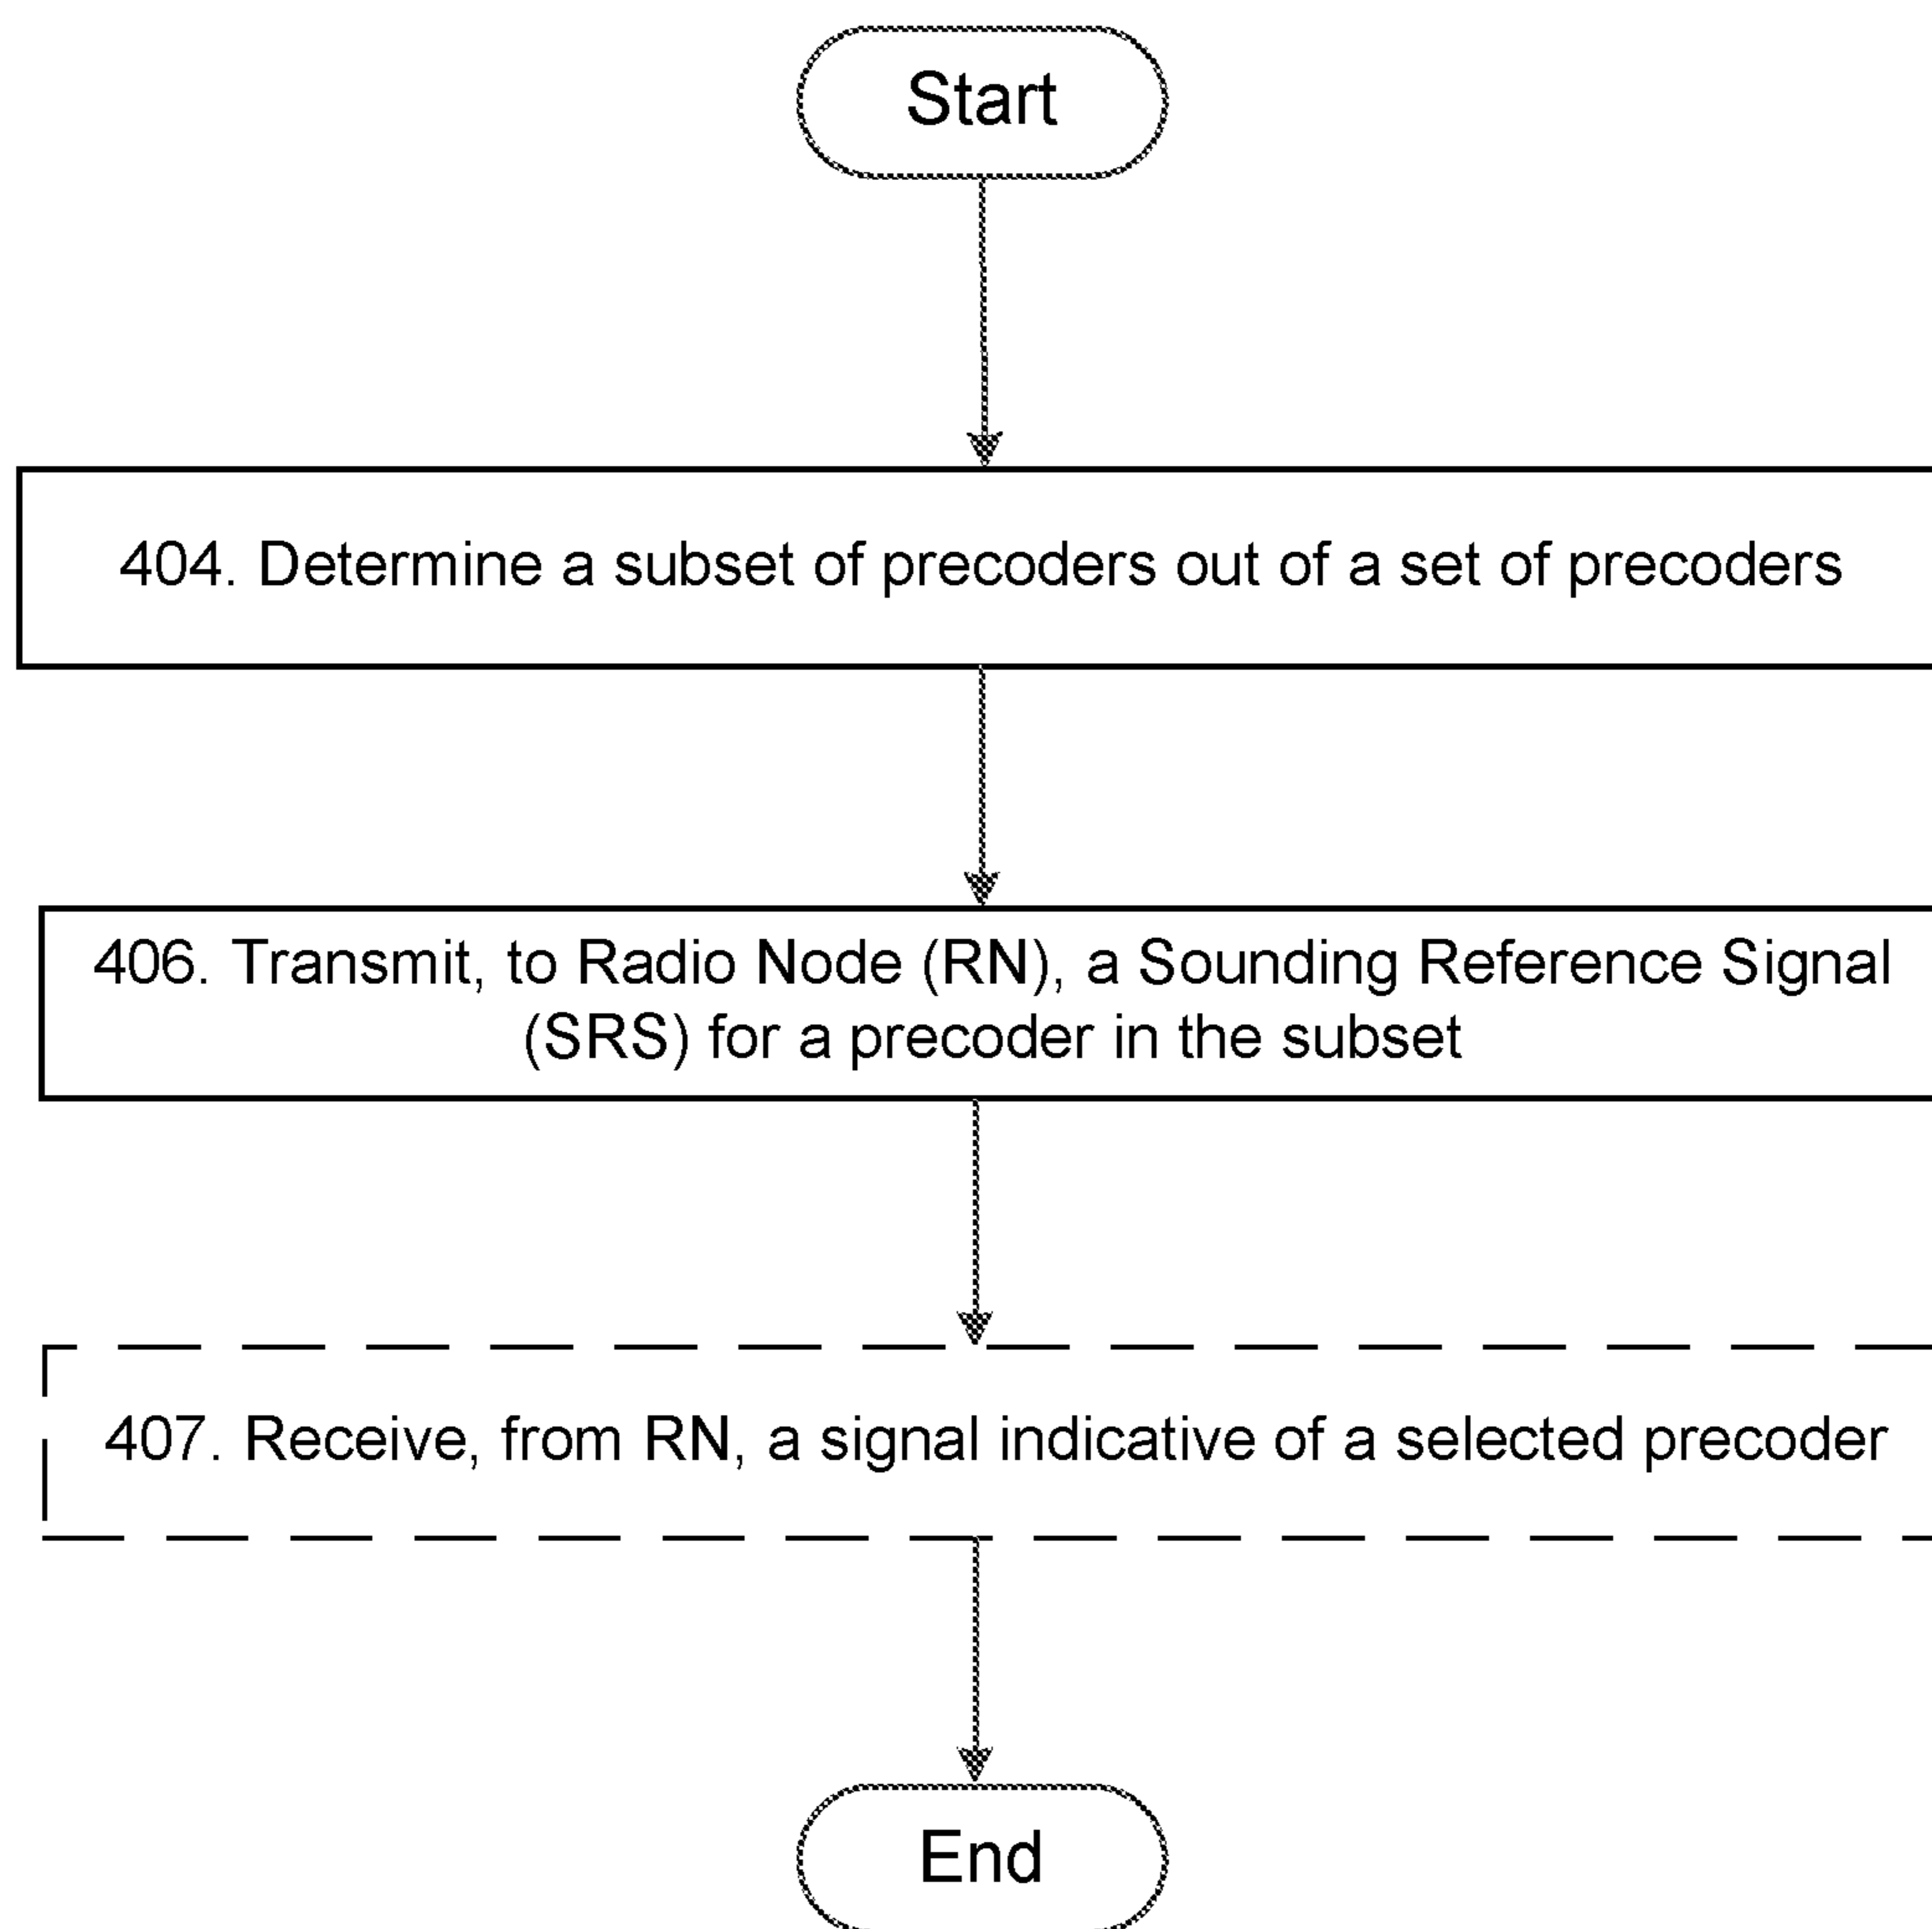 Start
404. Determine a subset of precoders out of a set of precoders
406. Transmit, to Radio Node (RN), a Sounding Reference Signal
(SRS) for a precoder in the subset
407. Receive, from RN, a signal indicative of a selected precoder
End